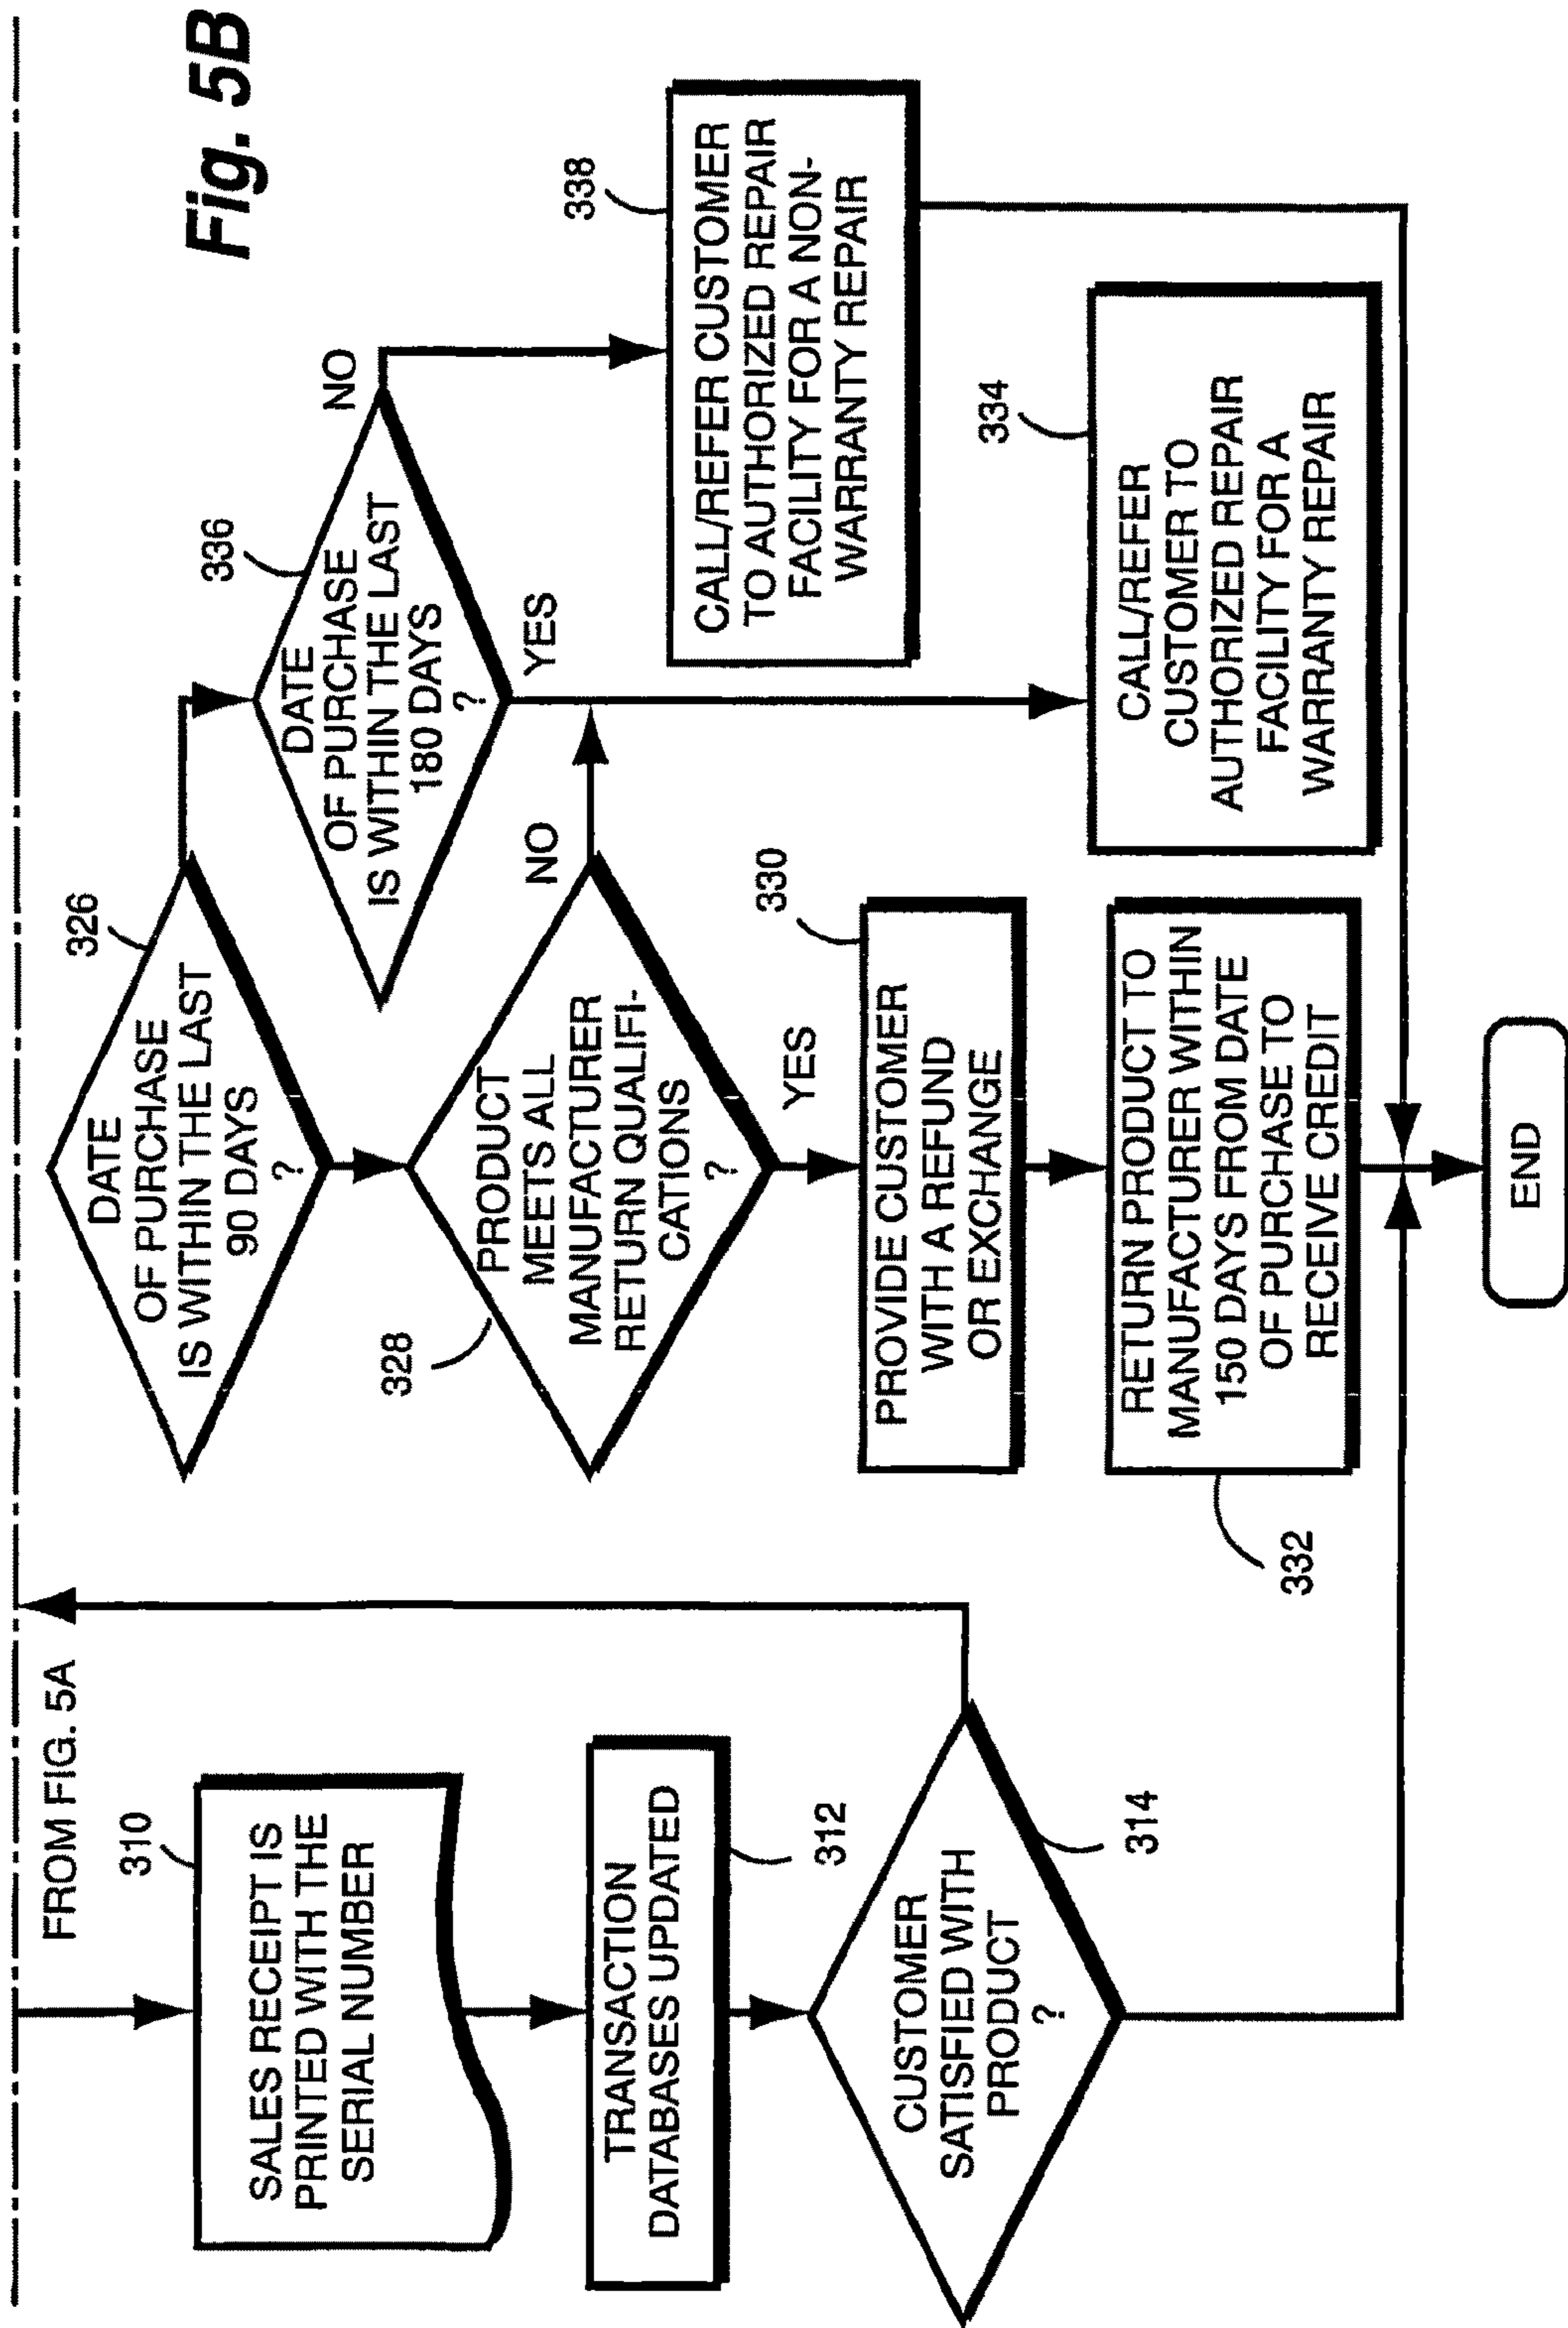 FROM FIG. 5A
310
SALES RECEIPT IS
PRINTED WITH THE
SERIAL NUMBER
TRANSACTION
DATABASES UPDATED
312
CUSTOMER
SATISFIED WITH
PRODUCT
?
314
326
DATE
OF PURCHASE
IS WITHIN THE LAST
90 DAYS
?
328
PRODUCT
MEETS ALL
MANUFACTURER
RETURN QUALIFI-
CATIONS
?
NO
YES
330
PROVIDE CUSTOMER
WITH A REFUND
OR EXCHANGE
RETURN PRODUCT TO
MANUFACTURER WITHIN
150 DAYS FROM DATE
OF PURCHASE TO
RECEIVE CREDIT
332
END
Fig. 5B
336
DATE
OF PURCHASE
IS WITHIN THE LAST
180 DAYS
?
NO
YES
338
CALL/REFER CUSTOMER
TO AUTHORIZED REPAIR
FACILITY FOR A NON-
WARRANTY REPAIR
334
CALL/REFER
CUSTOMER TO
AUTHORIZED REPAIR
FACILITY FOR A
WARRANTY REPAIR